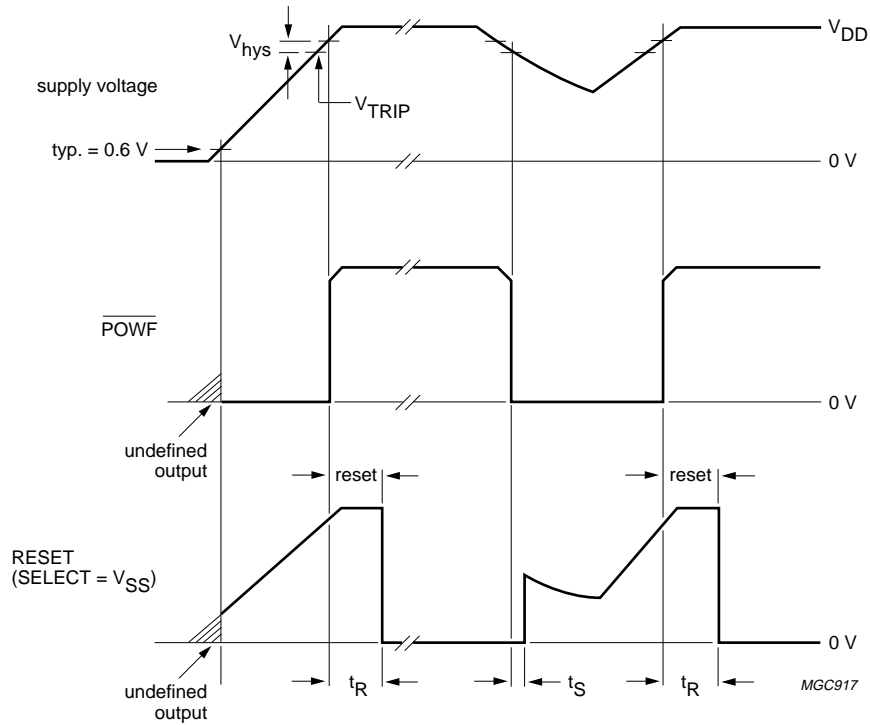 V_DD
V_hys
supply voltage
V_TRIP
typ. = 0.6 V
0 V
POWF
0 V
undefined
output
reset
reset
RESET
(SELECT = V_SS)
0 V
undefined
output
t_R
t_S
t_R
MGC917